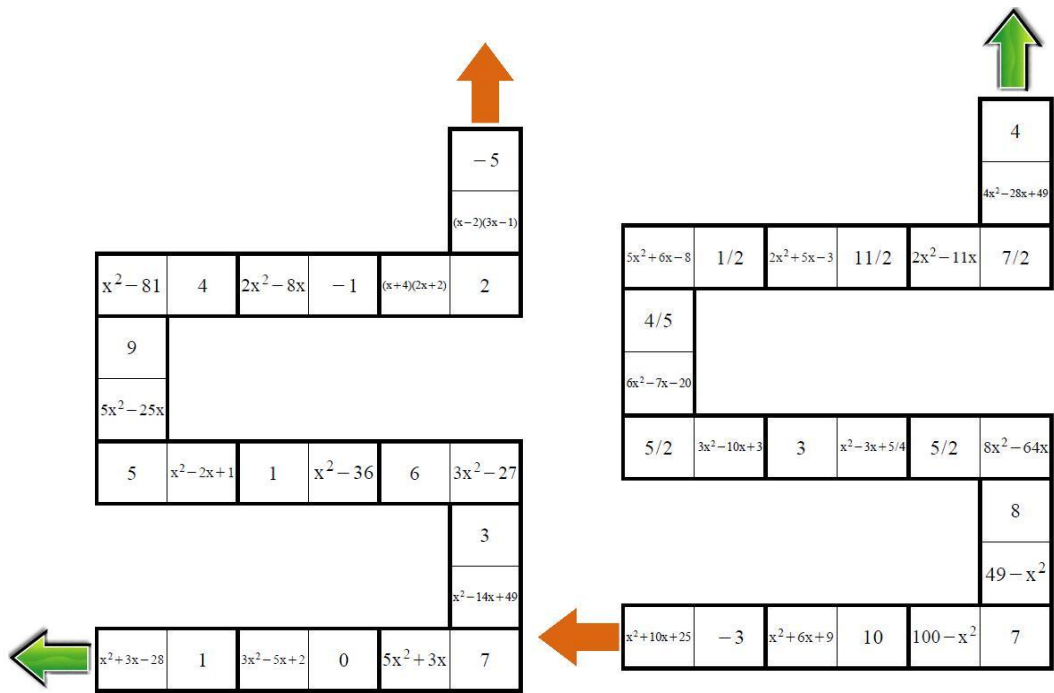 −5
(x−2)(3x−1)
x²−81 4 2x²−8x −1 (x+4)(2x+2) 2
9
5x²−25x
5 x²−2x+1 1 x²−36 6 3x²−27
3
x²−14x+49
x²+3x−28 1 3x²−5x+2 0 5x²+3x 7
4
4x²−28x+49
5x²+6x−8 1/2 2x²+5x−3 11/2 2x²−11x 7/2
4/5
6x²−7x−20
5/2 3x²−10x+3 3 x²−3x+5/4 5/2 8x²−64x
8
49−x²
x²+10x+25 −3 x²+6x+9 10 100−x² 7